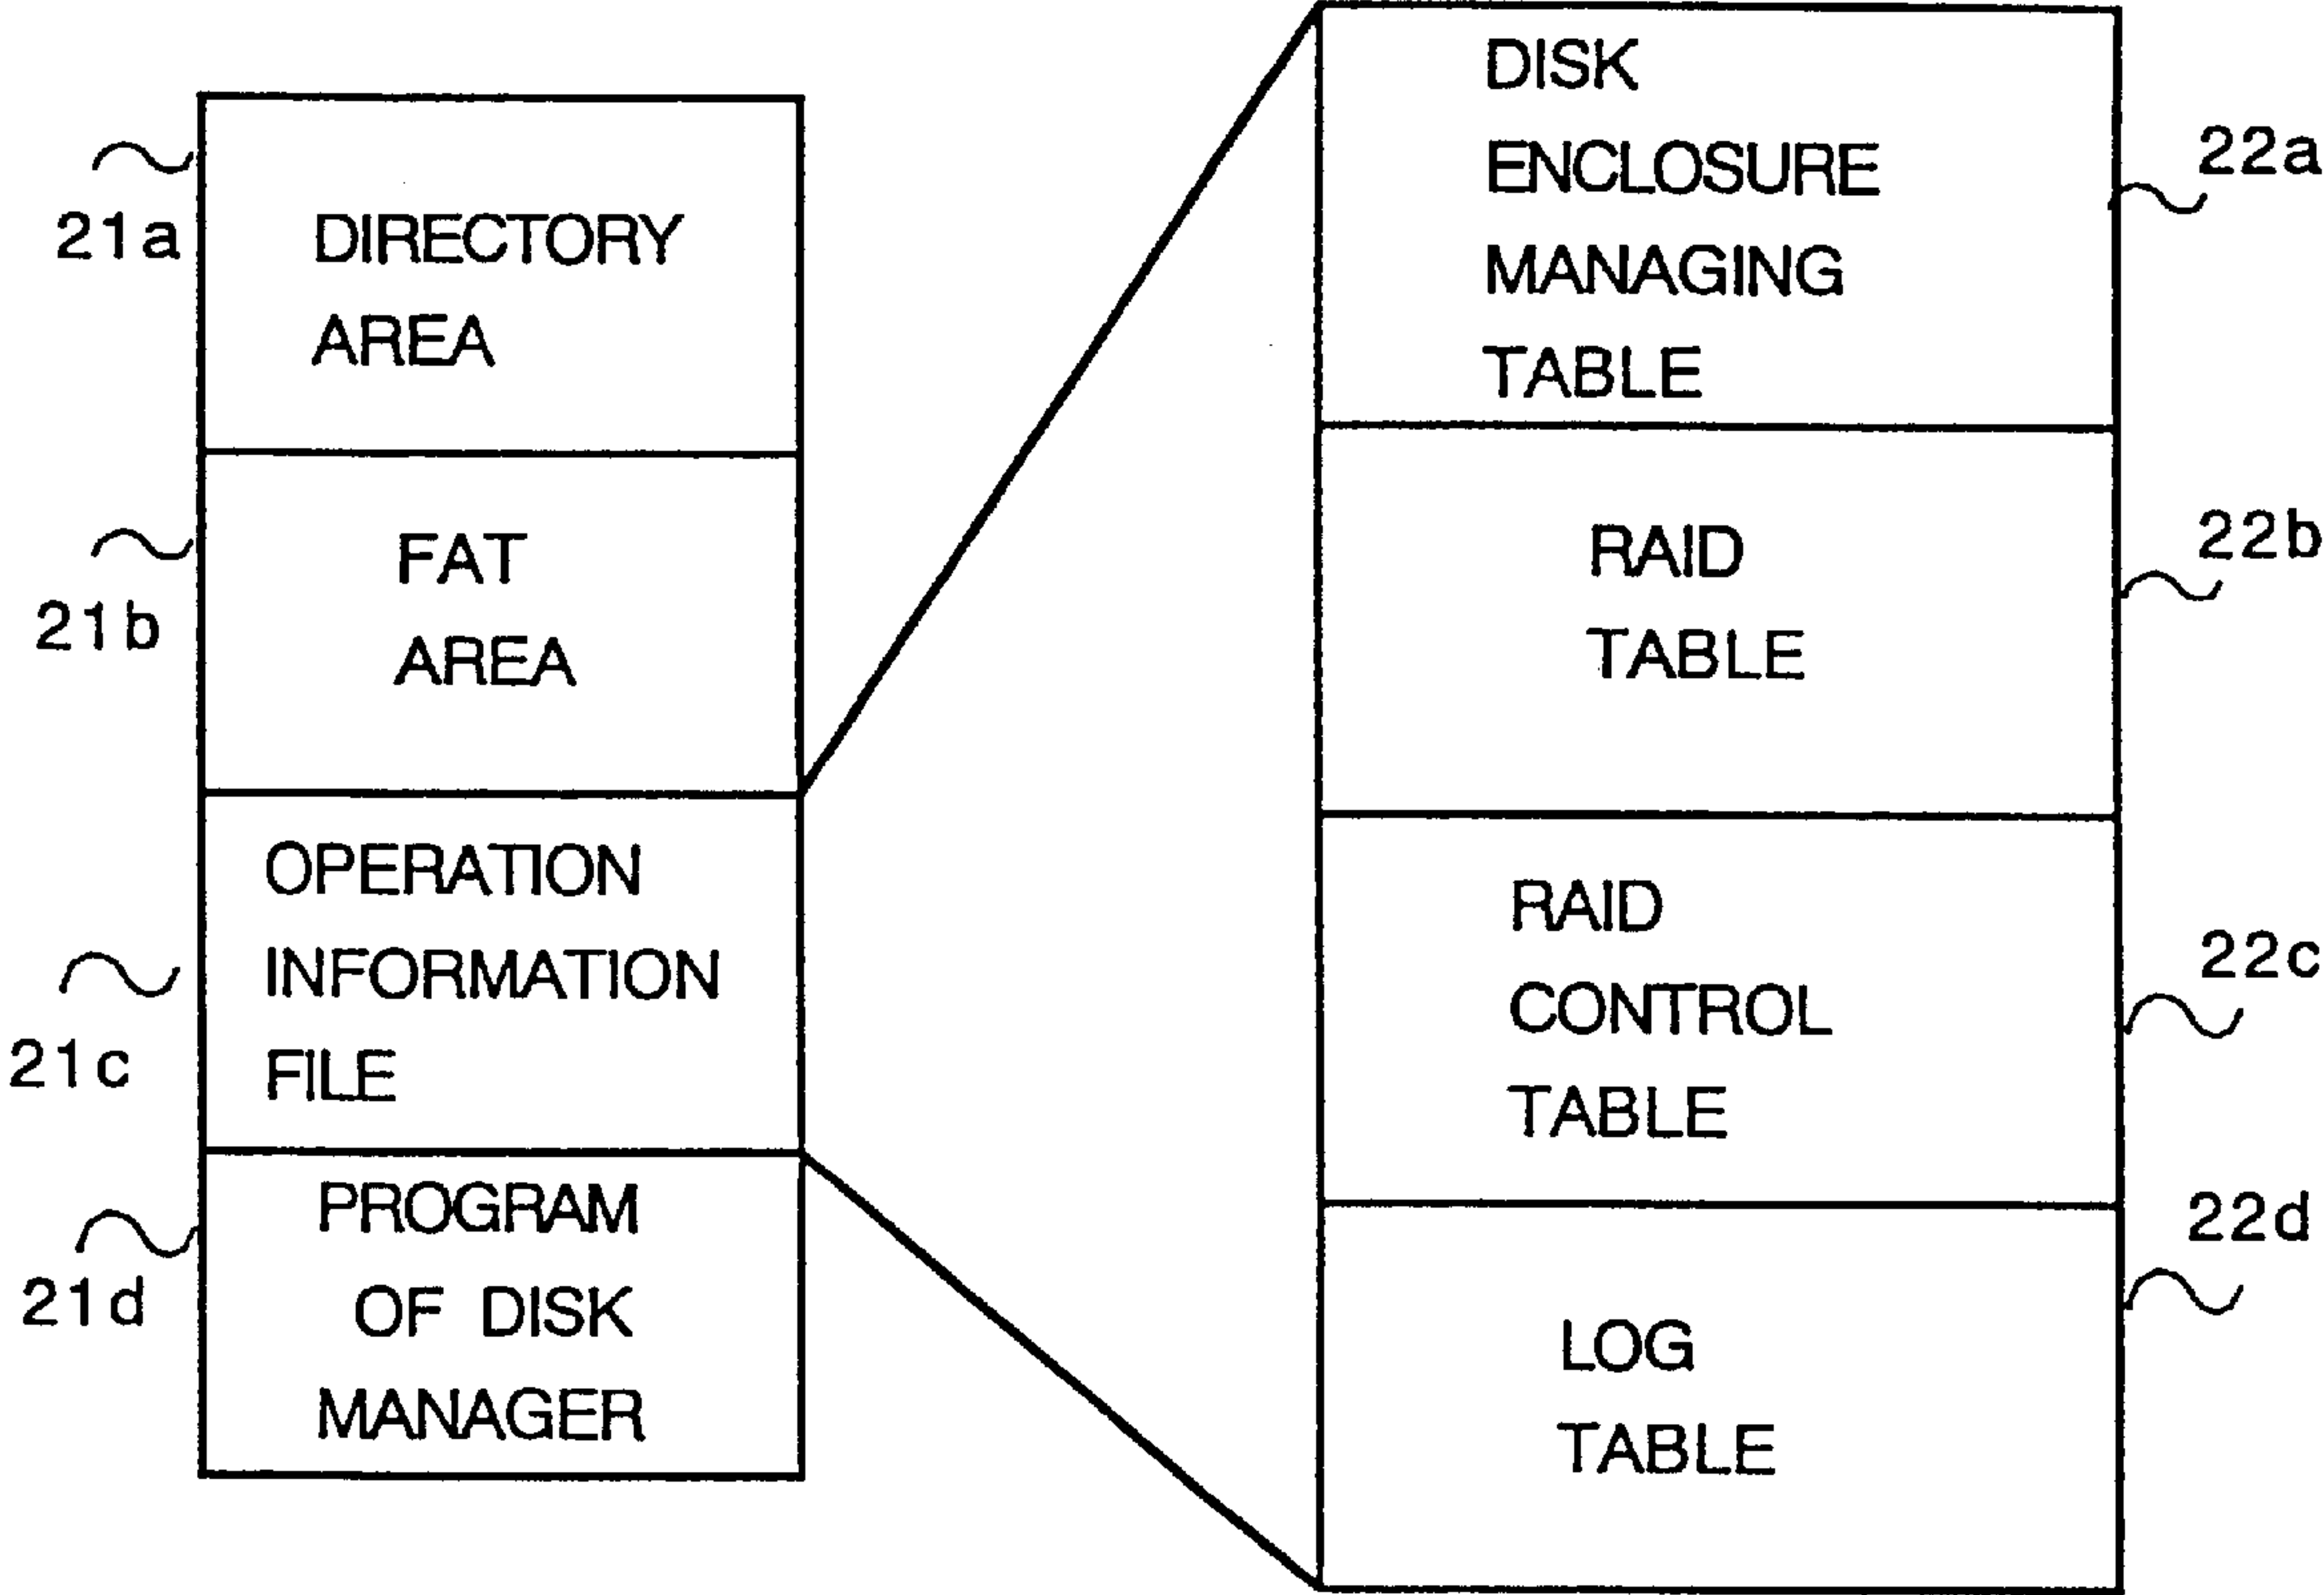 21a
DIRECTORY
AREA
21b
FAT
AREA
21c
OPERATION
INFORMATION
FILE
21d
PROGRAM
OF DISK
MANAGER
DISK
ENCLOSURE
MANAGING
TABLE
22a
RAID
TABLE
22b
RAID
CONTROL
TABLE
22c
LOG
TABLE
22d